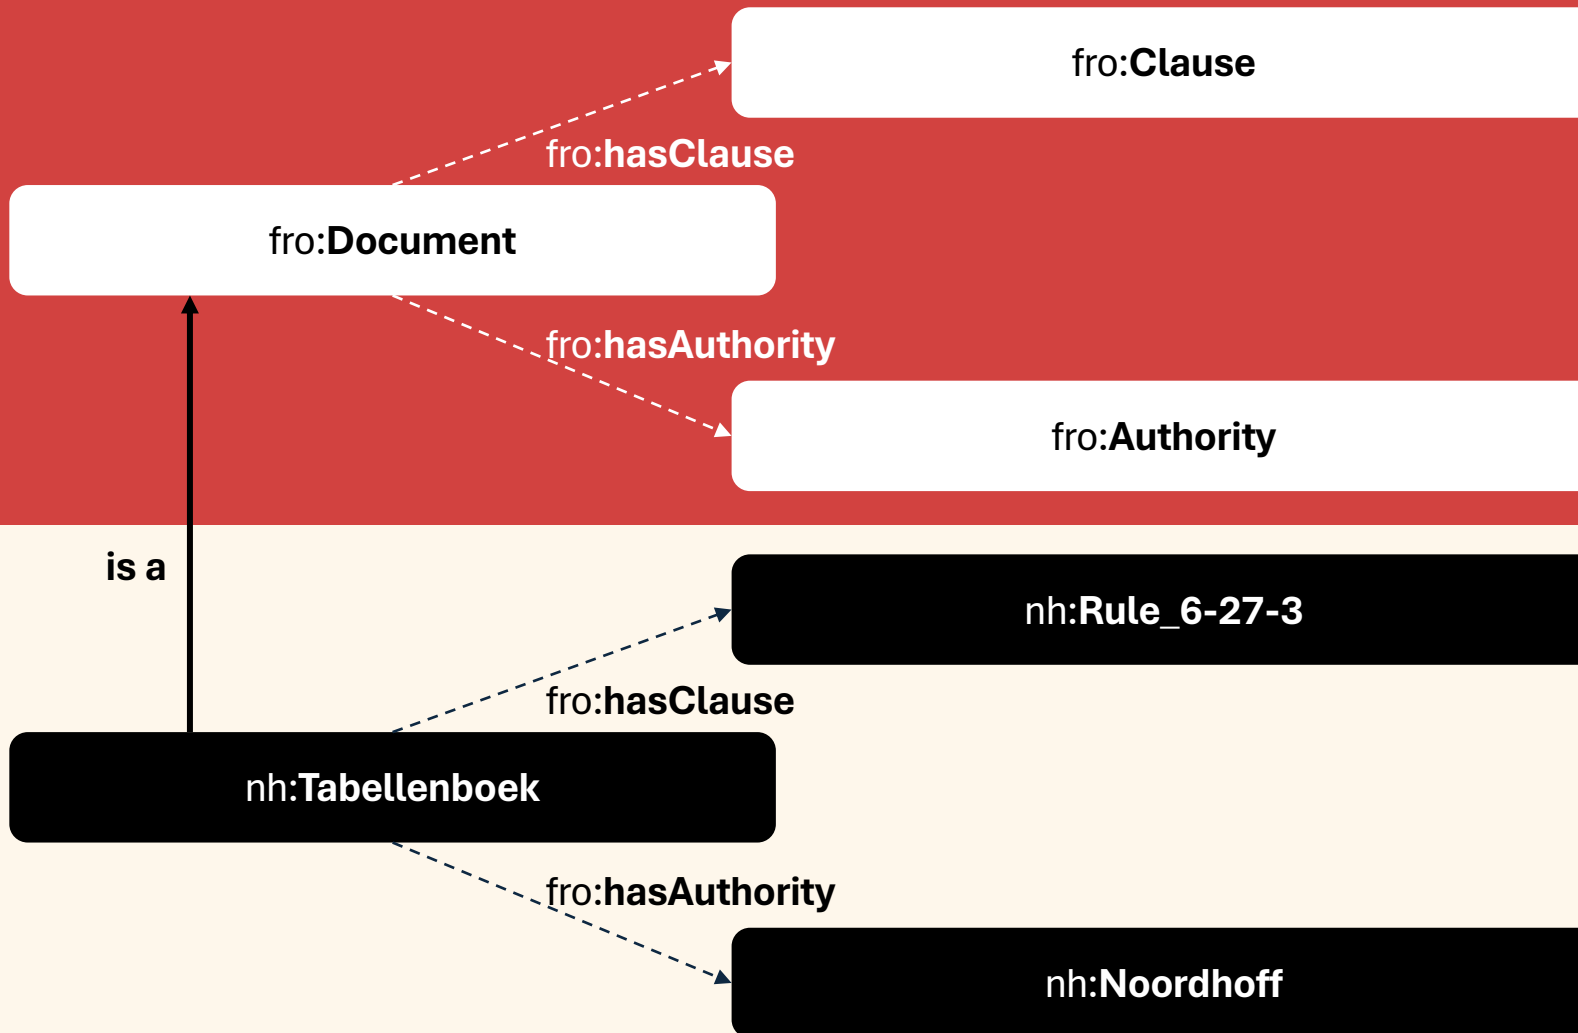 fro:Clause
fro:hasClause
fro:Document
fro:hasAuthority
fro:Authority
is a
nh:Rule_6-27-3
fro:hasClause
nh:Tabellenboek
fro:hasAuthority
nh:Noordhoff